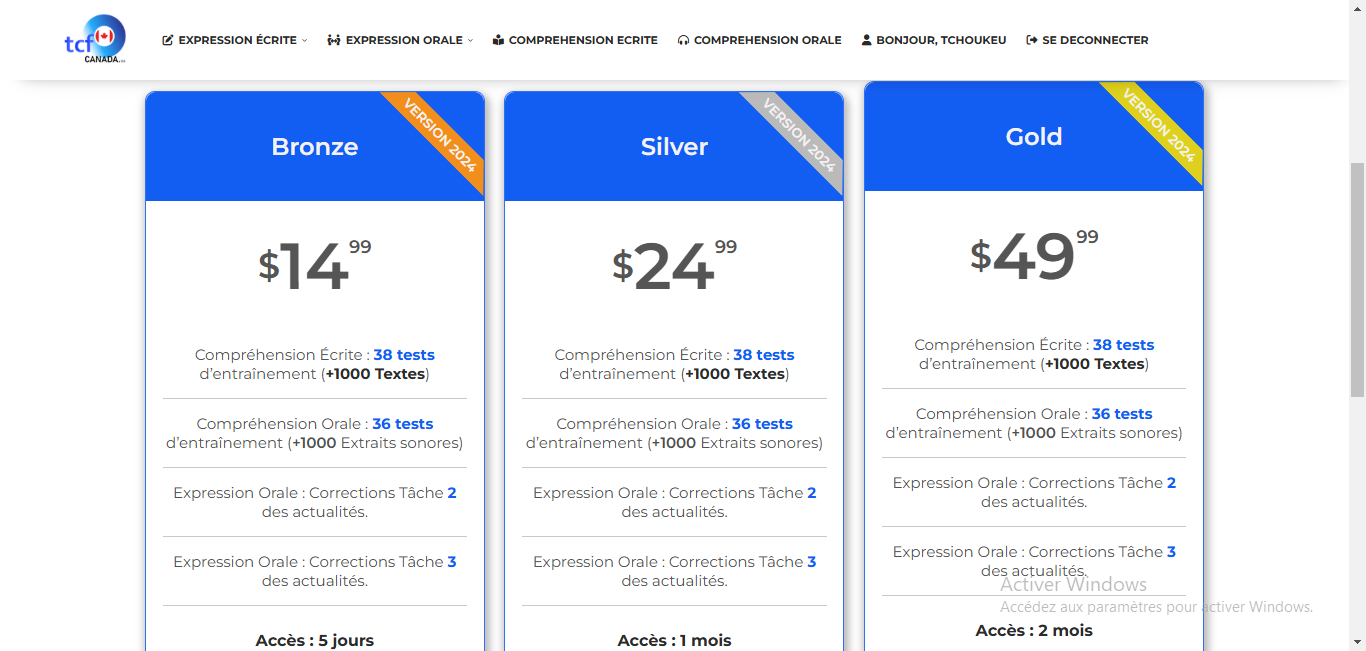 tcf
CANADA
EXPRESSION ÉCRITE
EXPRESSION ORALE
COMPREHENSION ECRITE
COMPREHENSION ORALE
BONJOUR, TCHOUKEU
SE DECONNECTER
Bronze
VERSION 2024
$14 99
Compréhension Écrite : 38 tests
d'entraînement (+1000 Textes)
Compréhension Orale : 36 tests
d'entraînement (+1000 Extraits sonores)
Expression Orale : Corrections Tâche 2
des actualités.
Expression Orale : Corrections Tâche 3
des actualités.
Accès : 5 jours
Silver
VERSION 2024
$24 99
Compréhension Écrite : 38 tests
d'entraînement (+1000 Textes)
Compréhension Orale : 36 tests
d'entraînement (+1000 Extraits sonores)
Expression Orale : Corrections Tâche 2
des actualités.
Expression Orale : Corrections Tâche 3
des actualités.
Accès : 1 mois
Gold
VERSION 2024
$49 99
Compréhension Écrite : 38 tests
d'entraînement (+1000 Textes)
Compréhension Orale : 36 tests
d'entraînement (+1000 Extraits sonores)
Expression Orale : Corrections Tâche 2
des actualités.
Expression Orale : Corrections Tâche 3
des actualités.
Accès : 2 mois
Activer Windows
Accédez aux paramètres pour activer Windows.